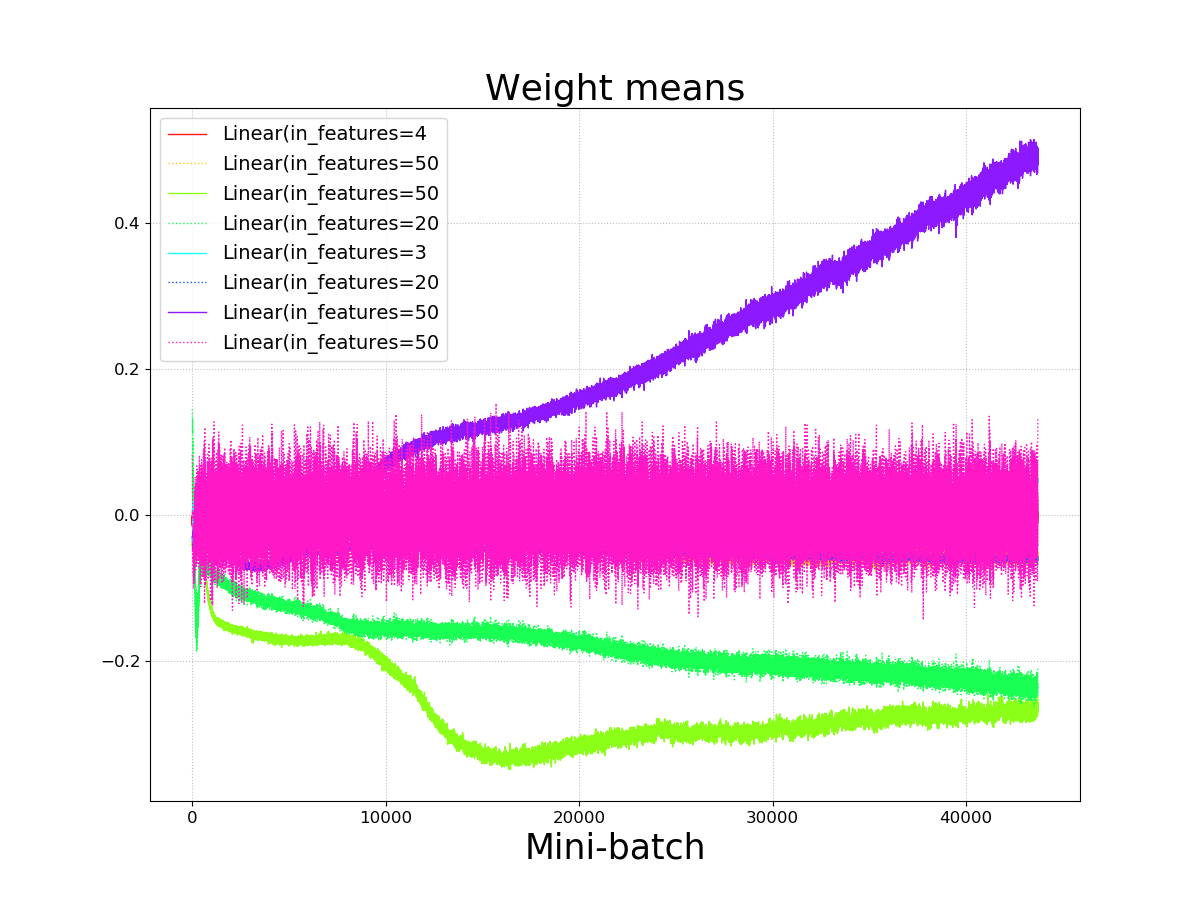 Weight means
Linear(in_features=4
Linear(in_features=50
Linear(in_features=50
Linear(in_features=20
Linear(in_features=3
Linear(in_features=20
Linear(in_features=50
Linear(in_features=50
0.4
0.2
0.0
−0.2
0 10000 20000 30000 40000
Mini-batch